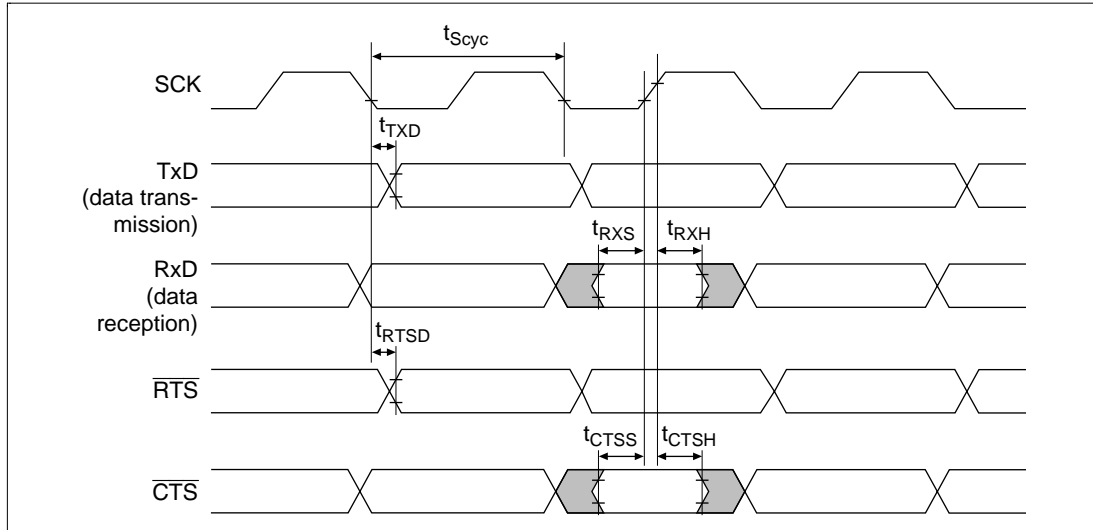 tScyc
SCK
tTXD
TxD
(data trans-
mission)
tRXS
tRXH
RxD
(data
reception)
tRTSD
RTS
tCTSS
tCTSH
CTS